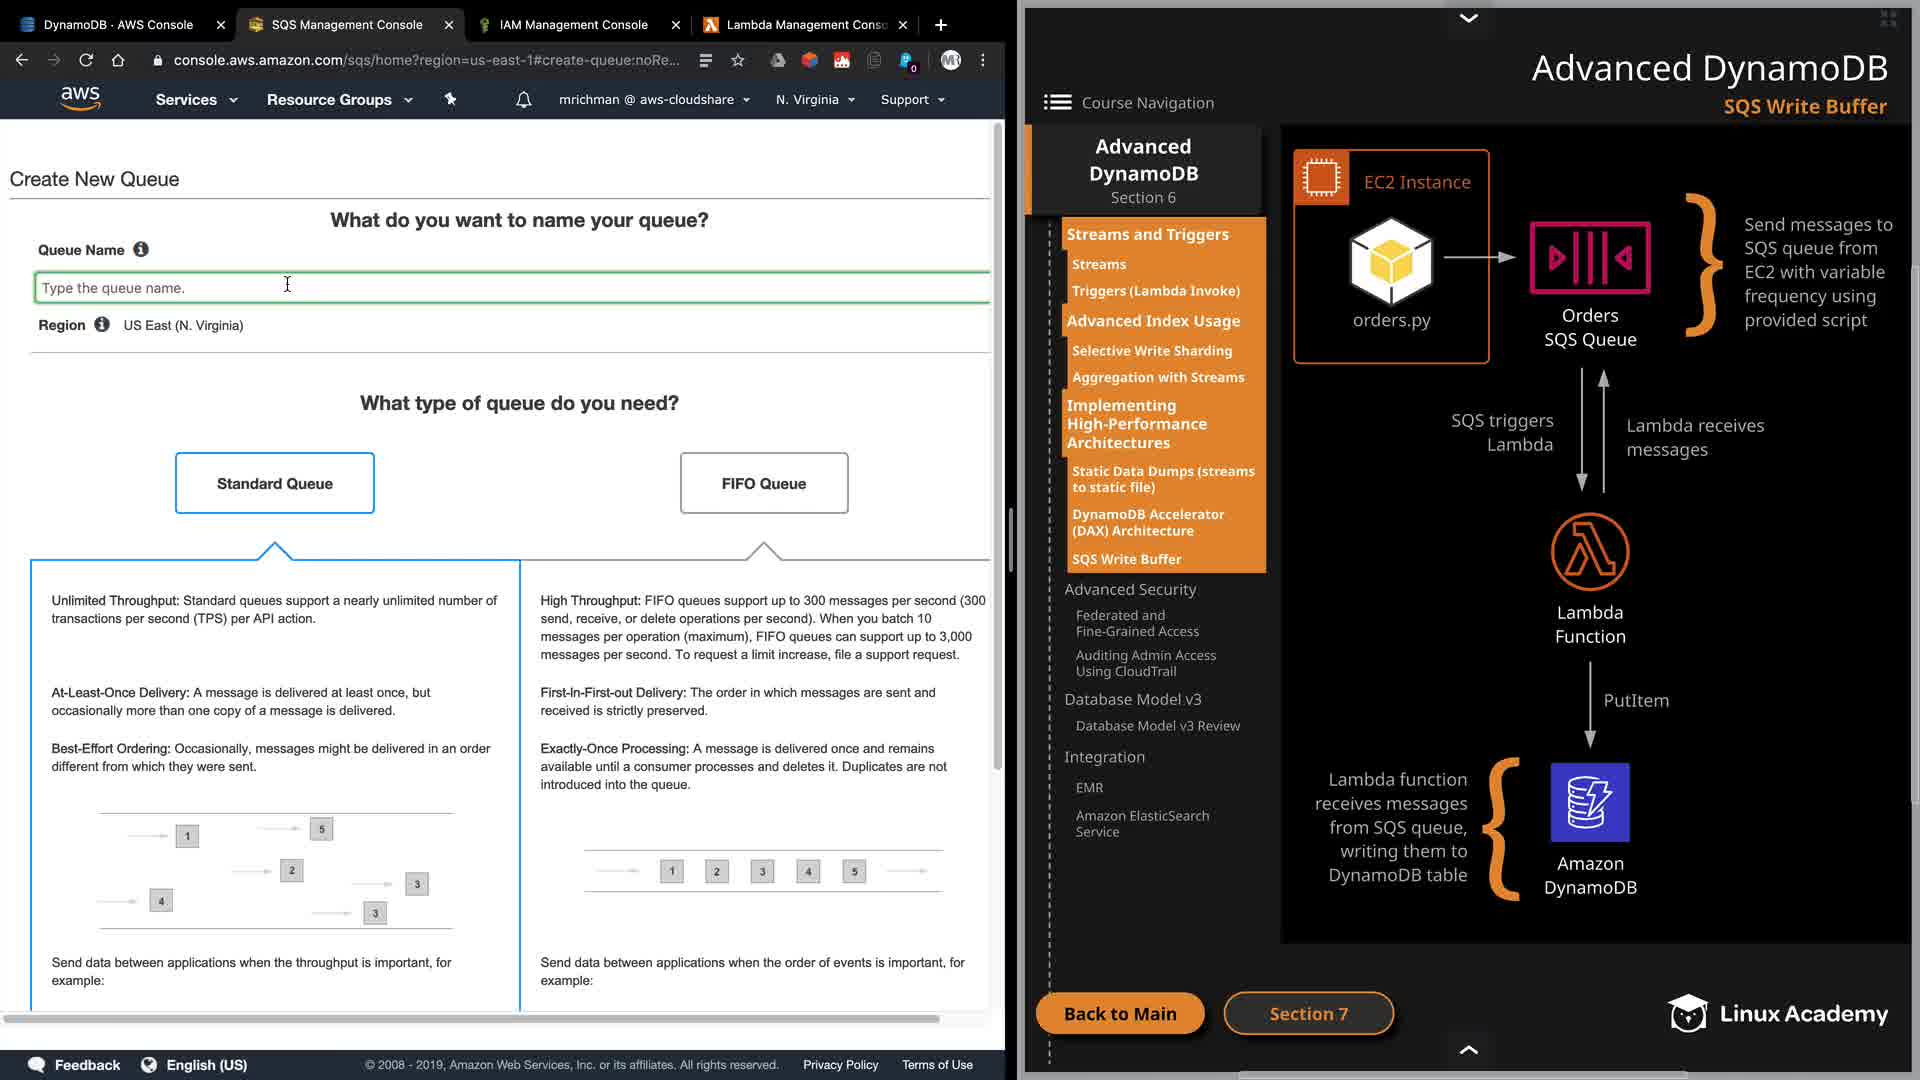 DynamoDB · AWS Console
SQS Management Console
IAM Management Console
Lambda Management Conso
console.aws.amazon.com/sqs/home?region=us-east-1#create-queue:noRe...
0
aws
Services
Resource Groups
mrichman @ aws-cloudshare
N. Virginia
Support
Create New Queue
What do you want to name your queue?
Queue Name
Type the queue name.
Region
US East (N. Virginia)
What type of queue do you need?
Standard Queue
FIFO Queue
Unlimited Throughput: Standard queues support a nearly unlimited number of
transactions per second (TPS) per API action.
At-Least-Once Delivery: A message is delivered at least once, but
occasionally more than one copy of a message is delivered.
Best-Effort Ordering: Occasionally, messages might be delivered in an order
different from which they were sent.
1
5
2
3
4
3
Send data between applications when the throughput is important, for
example:
High Throughput: FIFO queues support up to 300 messages per second (300
send, receive, or delete operations per second). When you batch 10
messages per operation (maximum), FIFO queues can support up to 3,000
messages per second. To request a limit increase, file a support request.
First-In-First-out Delivery: The order in which messages are sent and
received is strictly preserved.
Exactly-Once Processing: A message is delivered once and remains
available until a consumer processes and deletes it. Duplicates are not
introduced into the queue.
1 2 3 4 5
Send data between applications when the order of events is important, for
example:
Feedback
English (US)
© 2008 - 2019, Amazon Web Services, Inc. or its affiliates. All rights reserved.
Privacy Policy
Terms of Use
Advanced DynamoDB
SQS Write Buffer
Course Navigation
Advanced
DynamoDB
Section 6
Streams and Triggers
Streams
Triggers (Lambda Invoke)
Advanced Index Usage
Selective Write Sharding
Aggregation with Streams
Implementing
High-Performance
Architectures
Static Data Dumps (streams
to static file)
DynamoDB Accelerator
(DAX) Architecture
SQS Write Buffer
Advanced Security
Federated and
Fine-Grained Access
Auditing Admin Access
Using CloudTrail
Database Model v3
Database Model v3 Review
Integration
EMR
Amazon ElasticSearch
Service
EC2 Instance
orders.py
Orders
SQS Queue
Send messages to
SQS queue from
EC2 with variable
frequency using
provided script
SQS triggers
Lambda
Lambda receives
messages
Lambda
Function
PutItem
Lambda function
receives messages
from SQS queue,
writing them to
DynamoDB table
Amazon
DynamoDB
Back to Main
Section 7
Linux Academy